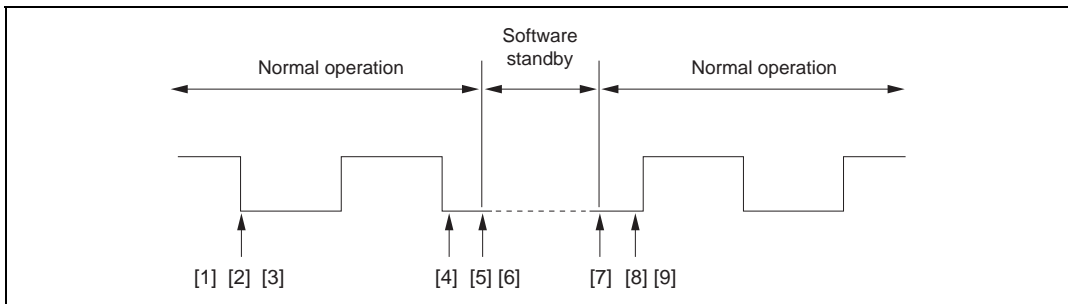 Software
standby
Normal operation
Normal operation
[1] [2] [3] [4] [5] [6] [7] [8] [9]